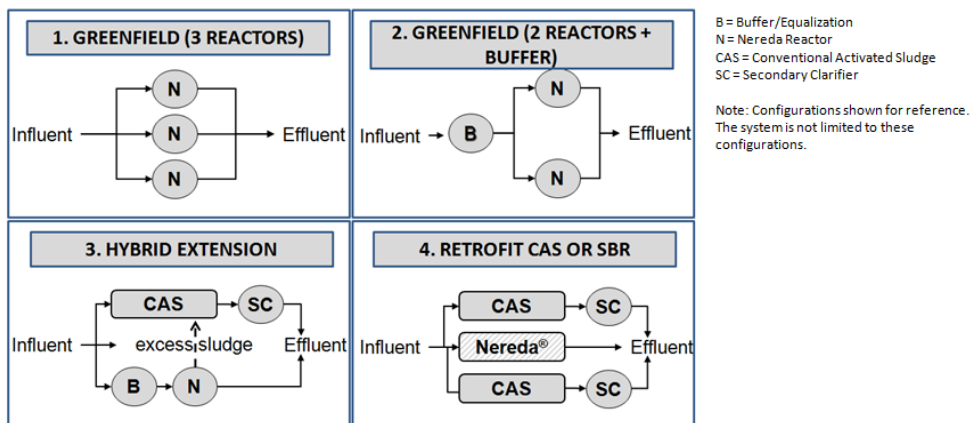 1. GREENFIELD (3 REACTORS)
N
Influent
N
Effluent
N
2. GREENFIELD (2 REACTORS +
BUFFER)
N
Influent
B
Effluent
N
B = Buffer/Equalization
N = Nereda Reactor
CAS = Conventional Activated Sludge
SC = Secondary Clarifier
Note: Configurations shown for reference.
The system is not limited to these
configurations.
3. HYBRID EXTENSION
CAS
SC
Influent
excess sludge
Effluent
B
N
4. RETROFIT CAS OR SBR
CAS
SC
Influent
Nereda®
Effluent
CAS
SC